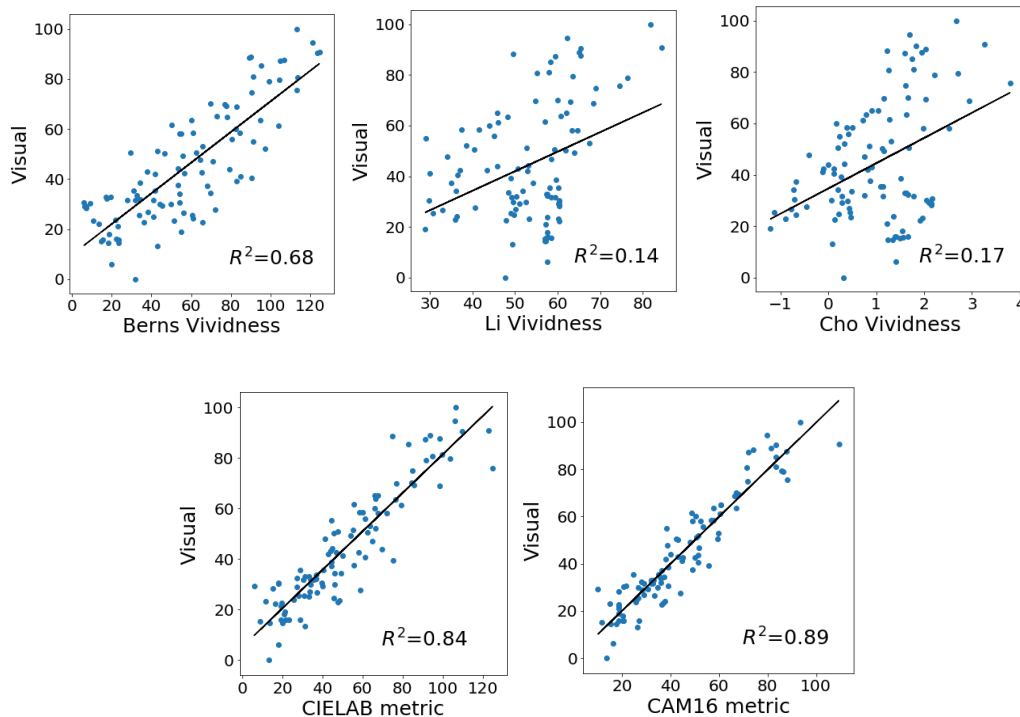 100
80
60
40
20
0
Visual
R²=0.68
0 20 40 60 80 100 120
Berns Vividness
100
80
60
40
20
0
Visual
R²=0.14
30 40 50 60 70 80
Li Vividness
100
80
60
40
20
0
Visual
R²=0.17
−1 0 1 2 3 4
Cho Vividness
100
80
60
40
20
0
Visual
R²=0.84
0 20 40 60 80 100 120
CIELAB metric
100
80
60
40
20
0
Visual
R²=0.89
20 40 60 80 100
CAM16 metric